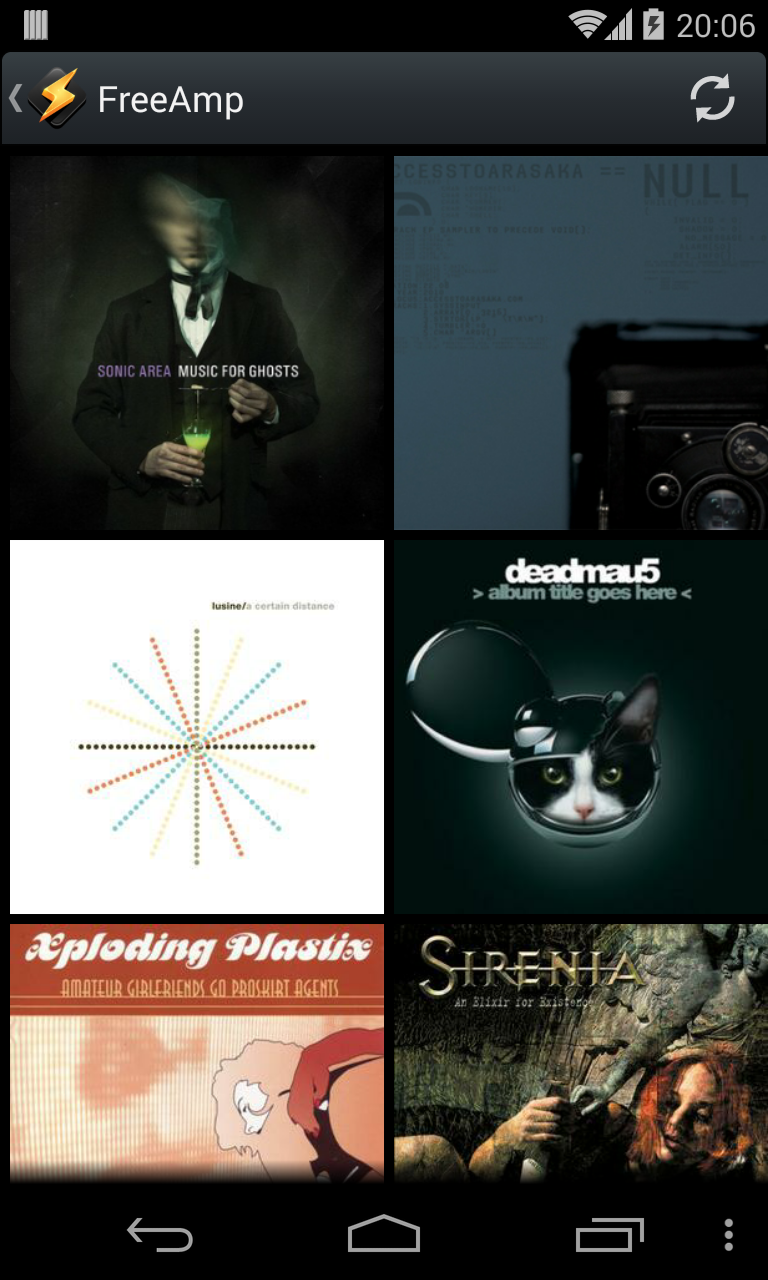 20:06
FreeAmp
CCESSTOARASAKA == NULL
SONIC AREA MUSIC FOR GHOSTS
lusine/a certain distance
deadmau5
> album title goes here <
Xploding Plastix
AMATEUR GIRLFRIENDS GO PROSKIRT AGENTS
SIRENIA
An Elixir for Existence